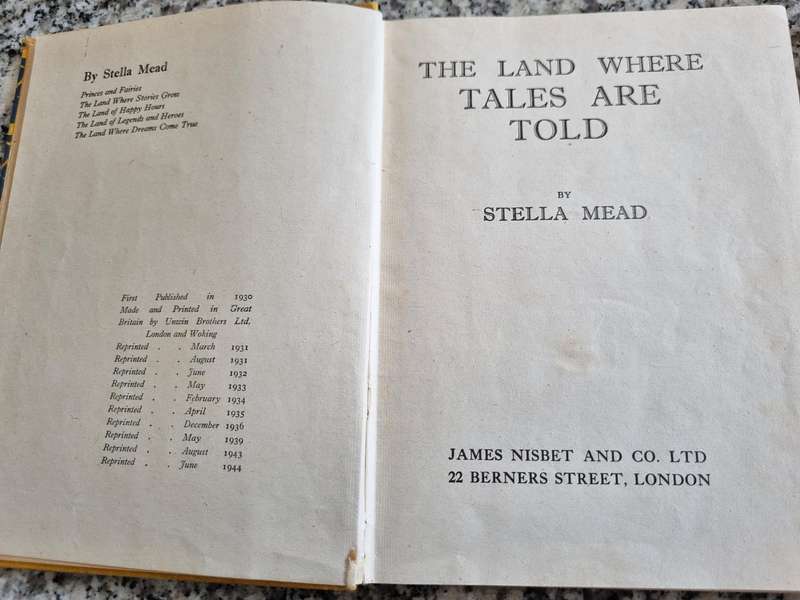 By Stella Mead
Princes and Fairies
The Land Where Stories Grow
The Land of Happy Hours
The Land of Legends and Heroes
The Land Where Dreams Come True
First Published in 1930
Made and Printed in Great
Britain by Unwin Brothers Ltd,
London and Woking
Reprinted . . March 1931
Reprinted . . August 1931
Reprinted . . June 1932
Reprinted . . May 1933
Reprinted . . February 1934
Reprinted . . April 1935
Reprinted . . December 1936
Reprinted . . May 1939
Reprinted . . August 1943
Reprinted . . June 1944
THE LAND WHERE
TALES ARE
TOLD
BY
STELLA MEAD
JAMES NISBET AND CO. LTD
22 BERNERS STREET, LONDON